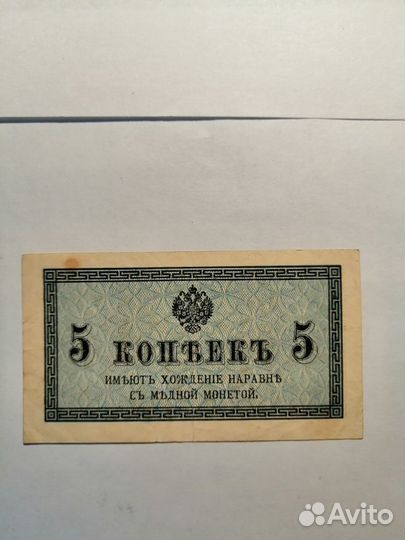 5 КОПѢЕКЪ 5
ИМѢЮТЪ ХОЖДЕНІЕ НАРАВНѢ
СЪ МѢДНОЙ МОНЕТОЙ.
Avito